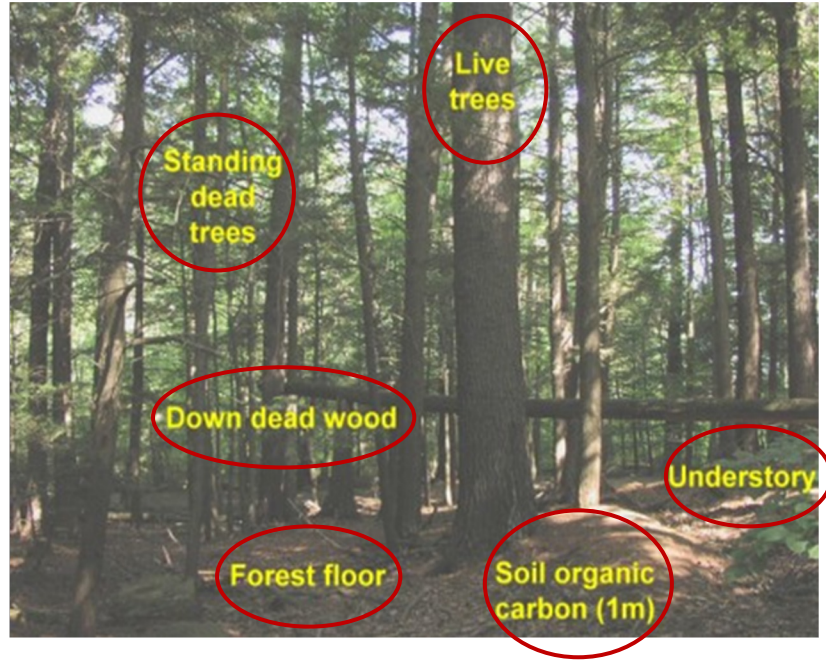 Live
trees
Standing
dead
trees
Down dead wood
Understory
Forest floor
Soil organic
carbon (1m)